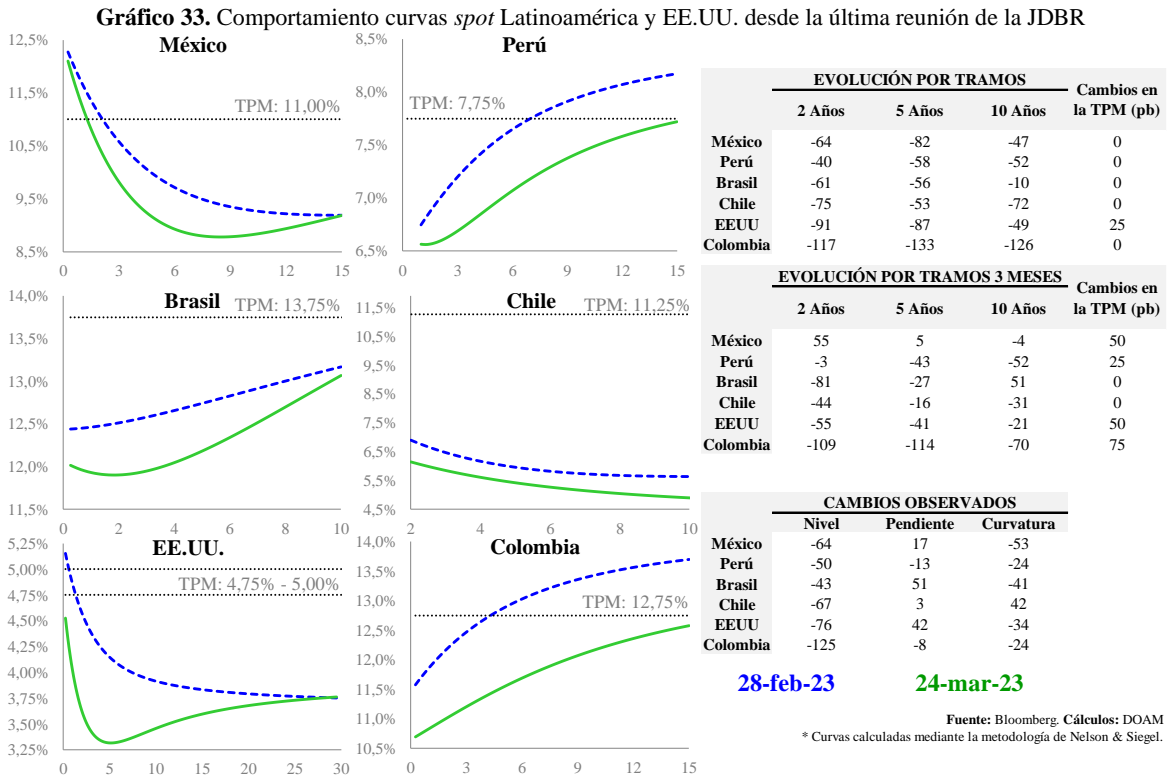 Gráfico 33. Comportamiento curvas spot Latinoamérica y EE.UU. desde la última reunión de la JDBR
México
12,5%
11,5%
10,5%
9,5%
8,5%
TPM: 11,00%
0 3 6 9 12 15
Perú
8,5%
8,0%
7,5%
7,0%
6,5%
TPM: 7,75%
0 3 6 9 12 15
Brasil
14,0%
13,5%
13,0%
12,5%
12,0%
11,5%
TPM: 13,75%
0 2 4 6 8 10
Chile
11,5%
10,5%
9,5%
8,5%
7,5%
6,5%
5,5%
4,5%
TPM: 11,25%
2 4 6 8 10
EE.UU.
5,25%
5,00%
4,75%
4,50%
4,25%
4,00%
3,75%
3,50%
3,25%
TPM: 4,75% - 5,00%
0 5 10 15 20 25 30
Colombia
14,0%
13,5%
13,0%
12,5%
12,0%
11,5%
11,0%
10,5%
TPM: 12,75%
0 3 6 9 12 15
EVOLUCIÓN POR TRAMOS
Cambios en
la TPM (pb)
2 Años 5 Años 10 Años
México -64 -82 -47 0
Perú -40 -58 -52 0
Brasil -61 -56 -10 0
Chile -75 -53 -72 0
EEUU -91 -87 -49 25
Colombia -117 -133 -126 0
EVOLUCIÓN POR TRAMOS 3 MESES
Cambios en
la TPM (pb)
2 Años 5 Años 10 Años
México 55 5 -4 50
Perú -3 -43 -52 25
Brasil -81 -27 51 0
Chile -44 -16 -31 0
EEUU -55 -41 -21 50
Colombia -109 -114 -70 75
CAMBIOS OBSERVADOS
Nivel Pendiente Curvatura
México -64 17 -53
Perú -50 -13 -24
Brasil -43 51 -41
Chile -67 3 42
EEUU -76 42 -34
Colombia -125 -8 -24
28-feb-23 24-mar-23
Fuente: Bloomberg. Cálculos: DOAM
* Curvas calculadas mediante la metodología de Nelson & Siegel.